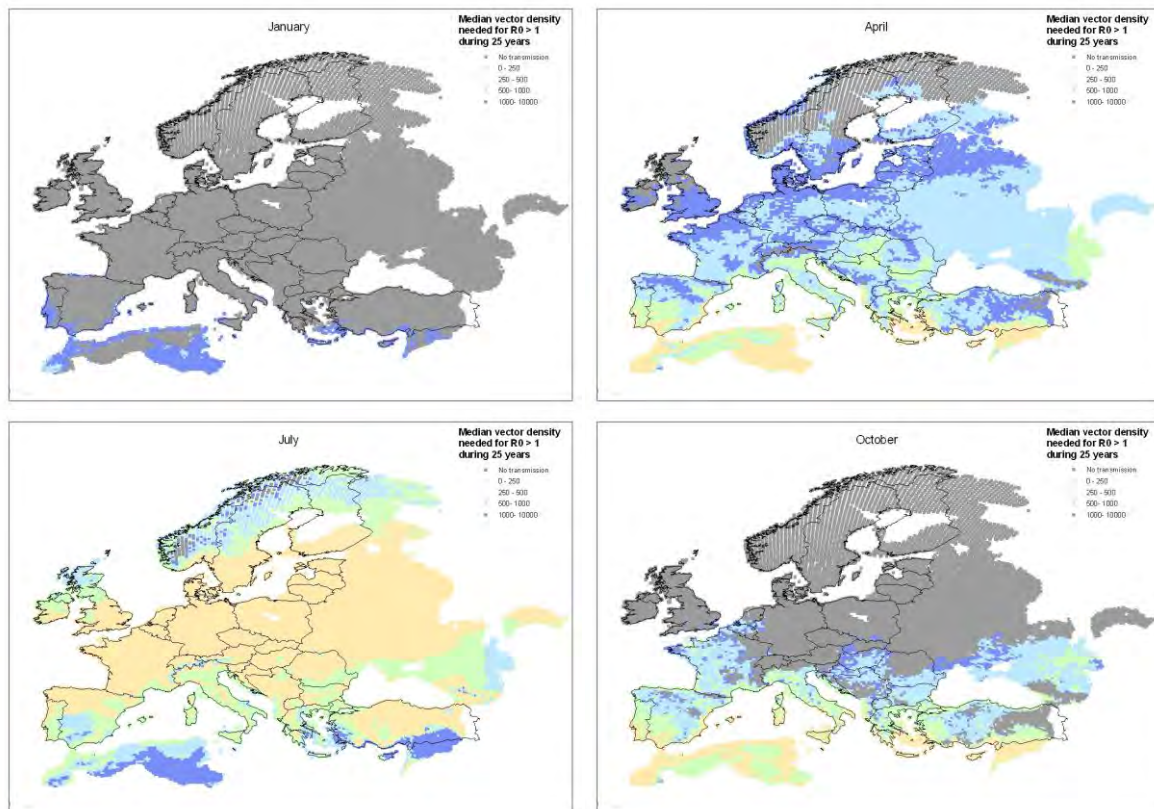 January
Median vector density
needed for R0 > 1
during 25 years
No transmission
0 - 250
250 - 500
500 - 1000
1000- 10000
April
Median vector density
needed for R0 > 1
during 25 years
No transmission
0 - 250
250 - 500
500 - 1000
1000- 10000
July
Median vector density
needed for R0 > 1
during 25 years
No transmission
0 - 250
250 - 500
500 - 1000
1000- 10000
October
Median vector density
needed for R0 > 1
during 25 years
No transmission
0 - 250
250 - 500
500 - 1000
1000- 10000